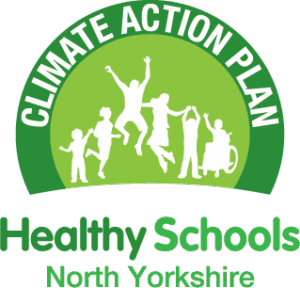 CLIMATE ACTION PLAN
Healthy Schools
North Yorkshire